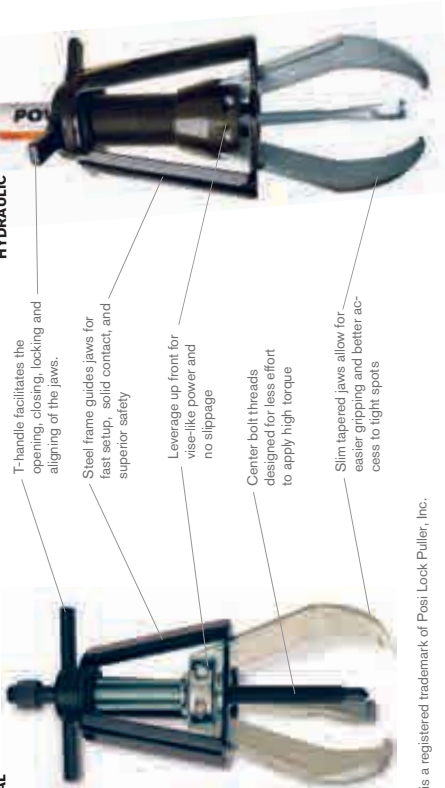 AL
HYDRAULIC
T-handle facilitates the
opening, closing, locking and
aligning of the jaws.
Steel frame guides jaws for
fast setup, solid contact, and
superior safety
Leverage up front for
vise-like power and
no slippage
Center bolt threads
designed for less effort
to apply high torque
Slim tapered jaws allow for
easier gripping and better ac-
cess to tight spots
is a registered trademark of Posi Lock Puller, Inc.